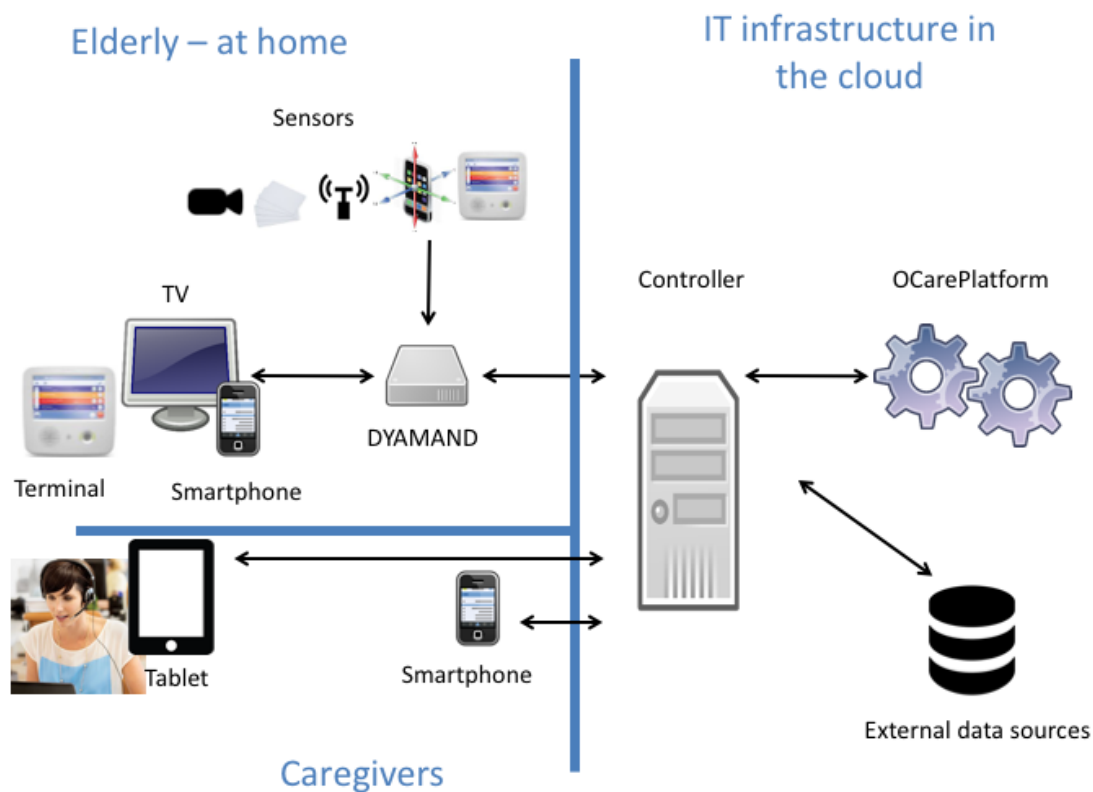 Elderly – at home
IT infrastructure in
the cloud
Sensors
Controller
OCarePlatform
TV
DYAMAND
Terminal
Smartphone
Tablet
Smartphone
External data sources
Caregivers